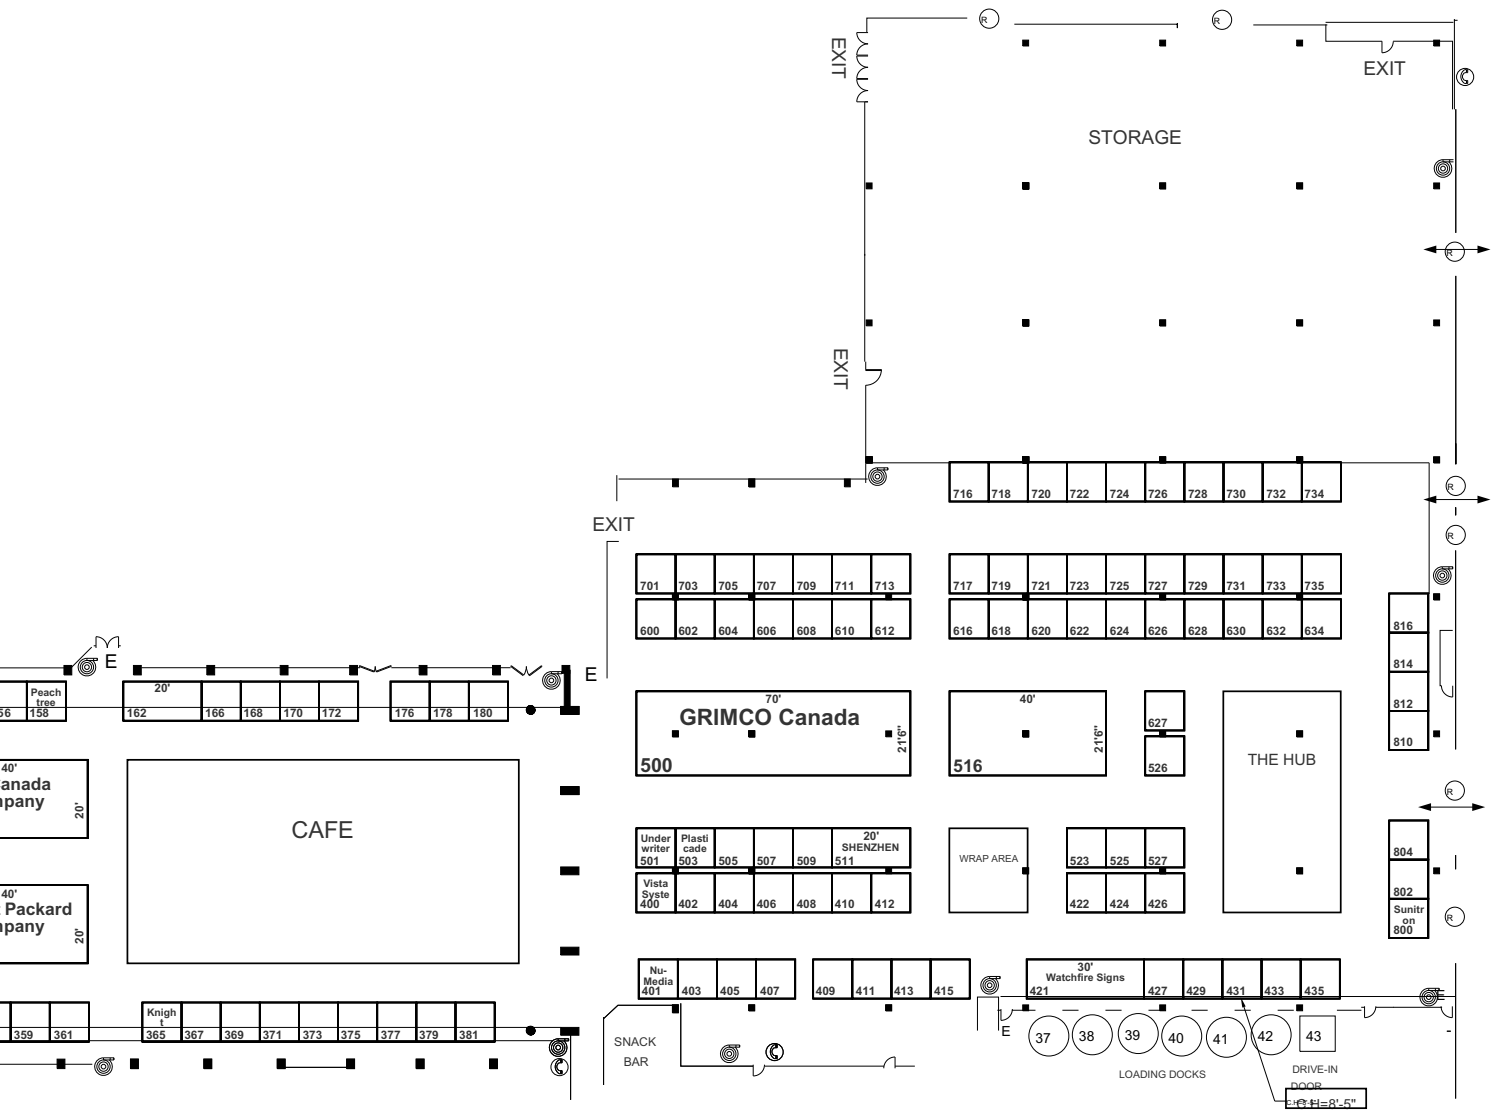 R
R
EXIT
EXIT
STORAGE
R
EXIT
716 718 720 722 724 726 728 730 732 734
R
EXIT
R
701 703 705 707 709 711 713
717 719 721 723 725 727 729 731 733 735
600 602 604 606 608 610 612
616 618 620 622 624 626 628 630 632 634
816
814
812
810
E
E
56
Peach
tree
158
20'
162 166 168 170 172
176 178 180
70'
GRIMCO Canada
21'6"
500
40'
21'6"
516
627
526
THE HUB
40'
anada
mpany
20'
CAFE
R
Under
writer
501
Plasti
cade
503 505 507 509
20'
SHENZHEN
511
WRAP AREA
523 525 527
804
802
Sunitr
on
800
R
Vista
Syste
400 402 404 406 408 410 412
422 424 426
40'
Packard
mpany
20'
Nu-
Media
401 403 405 407
409 411 413 415
30'
Watchfire Signs
421 427 429 431 433 435
E
359 361
Knigh
t
365 367 369 371 373 375 377 379 381
SNACK
BAR
E
37 38 39 40 41 42 43
LOADING DOCKS
DRIVE-IN
DOOR
C.H=8'-5"